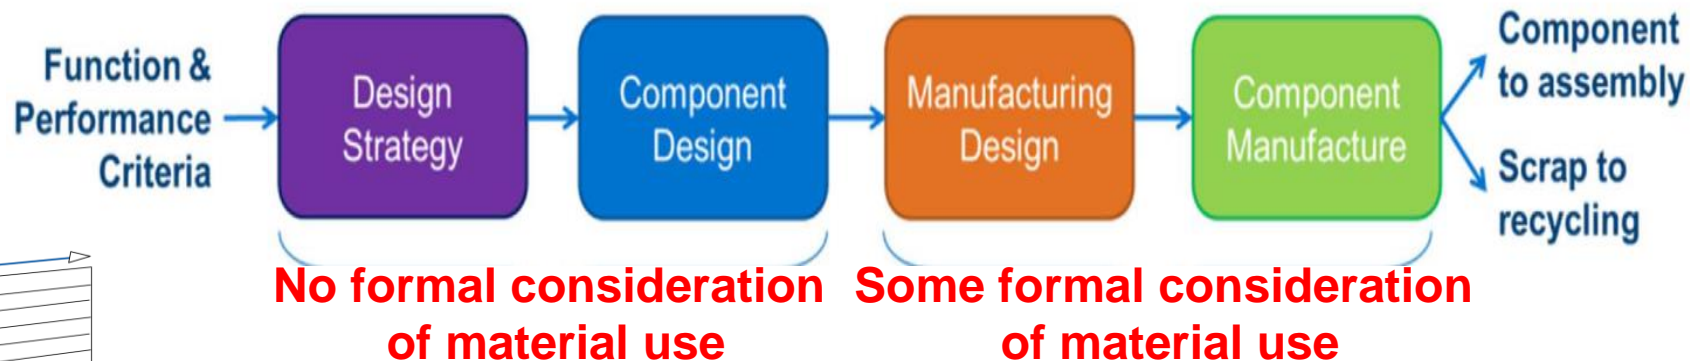 Function &
Performance
Criteria
Design
Strategy
Component
Design
Manufacturing
Design
Component
Manufacture
Component
to assembly
Scrap to
recycling
No formal consideration
of material use
Some formal consideration
of material use